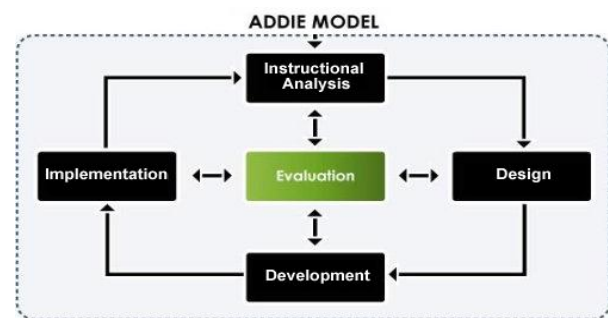 ADDIE MODEL
Instructional
Analysis
Implementation
Evaluation
Design
Development